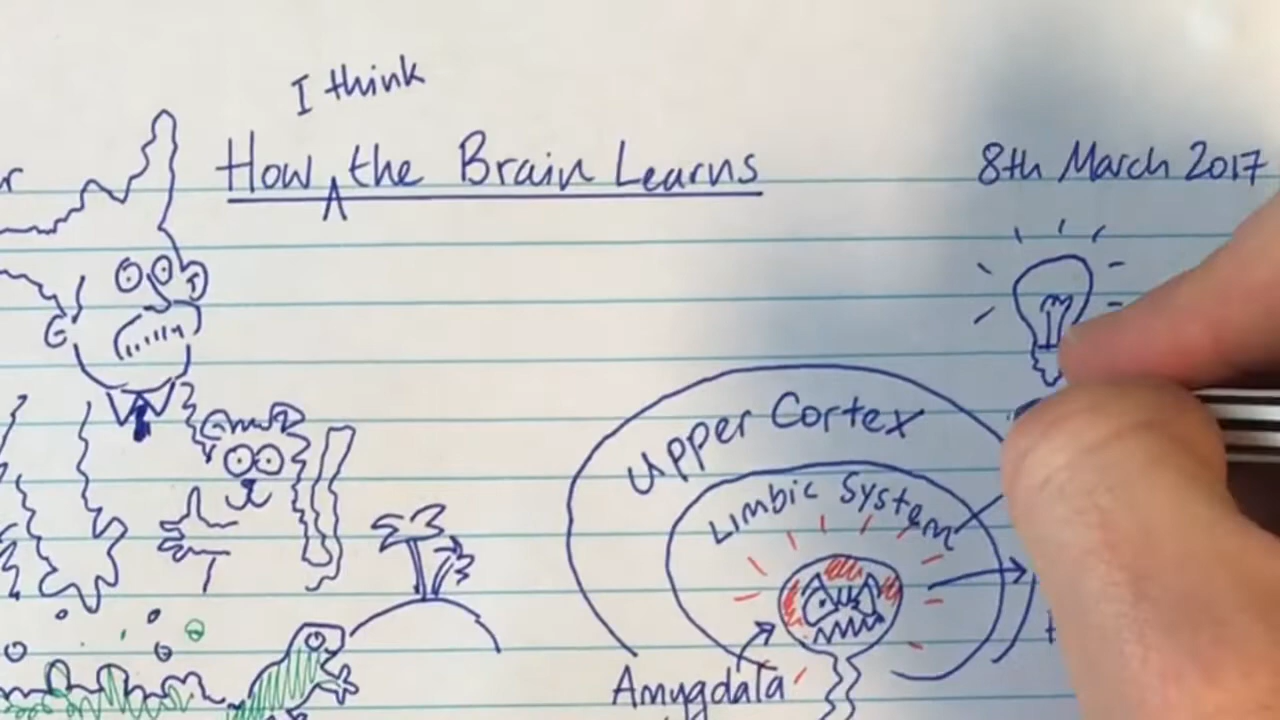 I think
How ^ the Brain Learns
8th March 2017
Upper Cortex
Limbic System
Amygdala